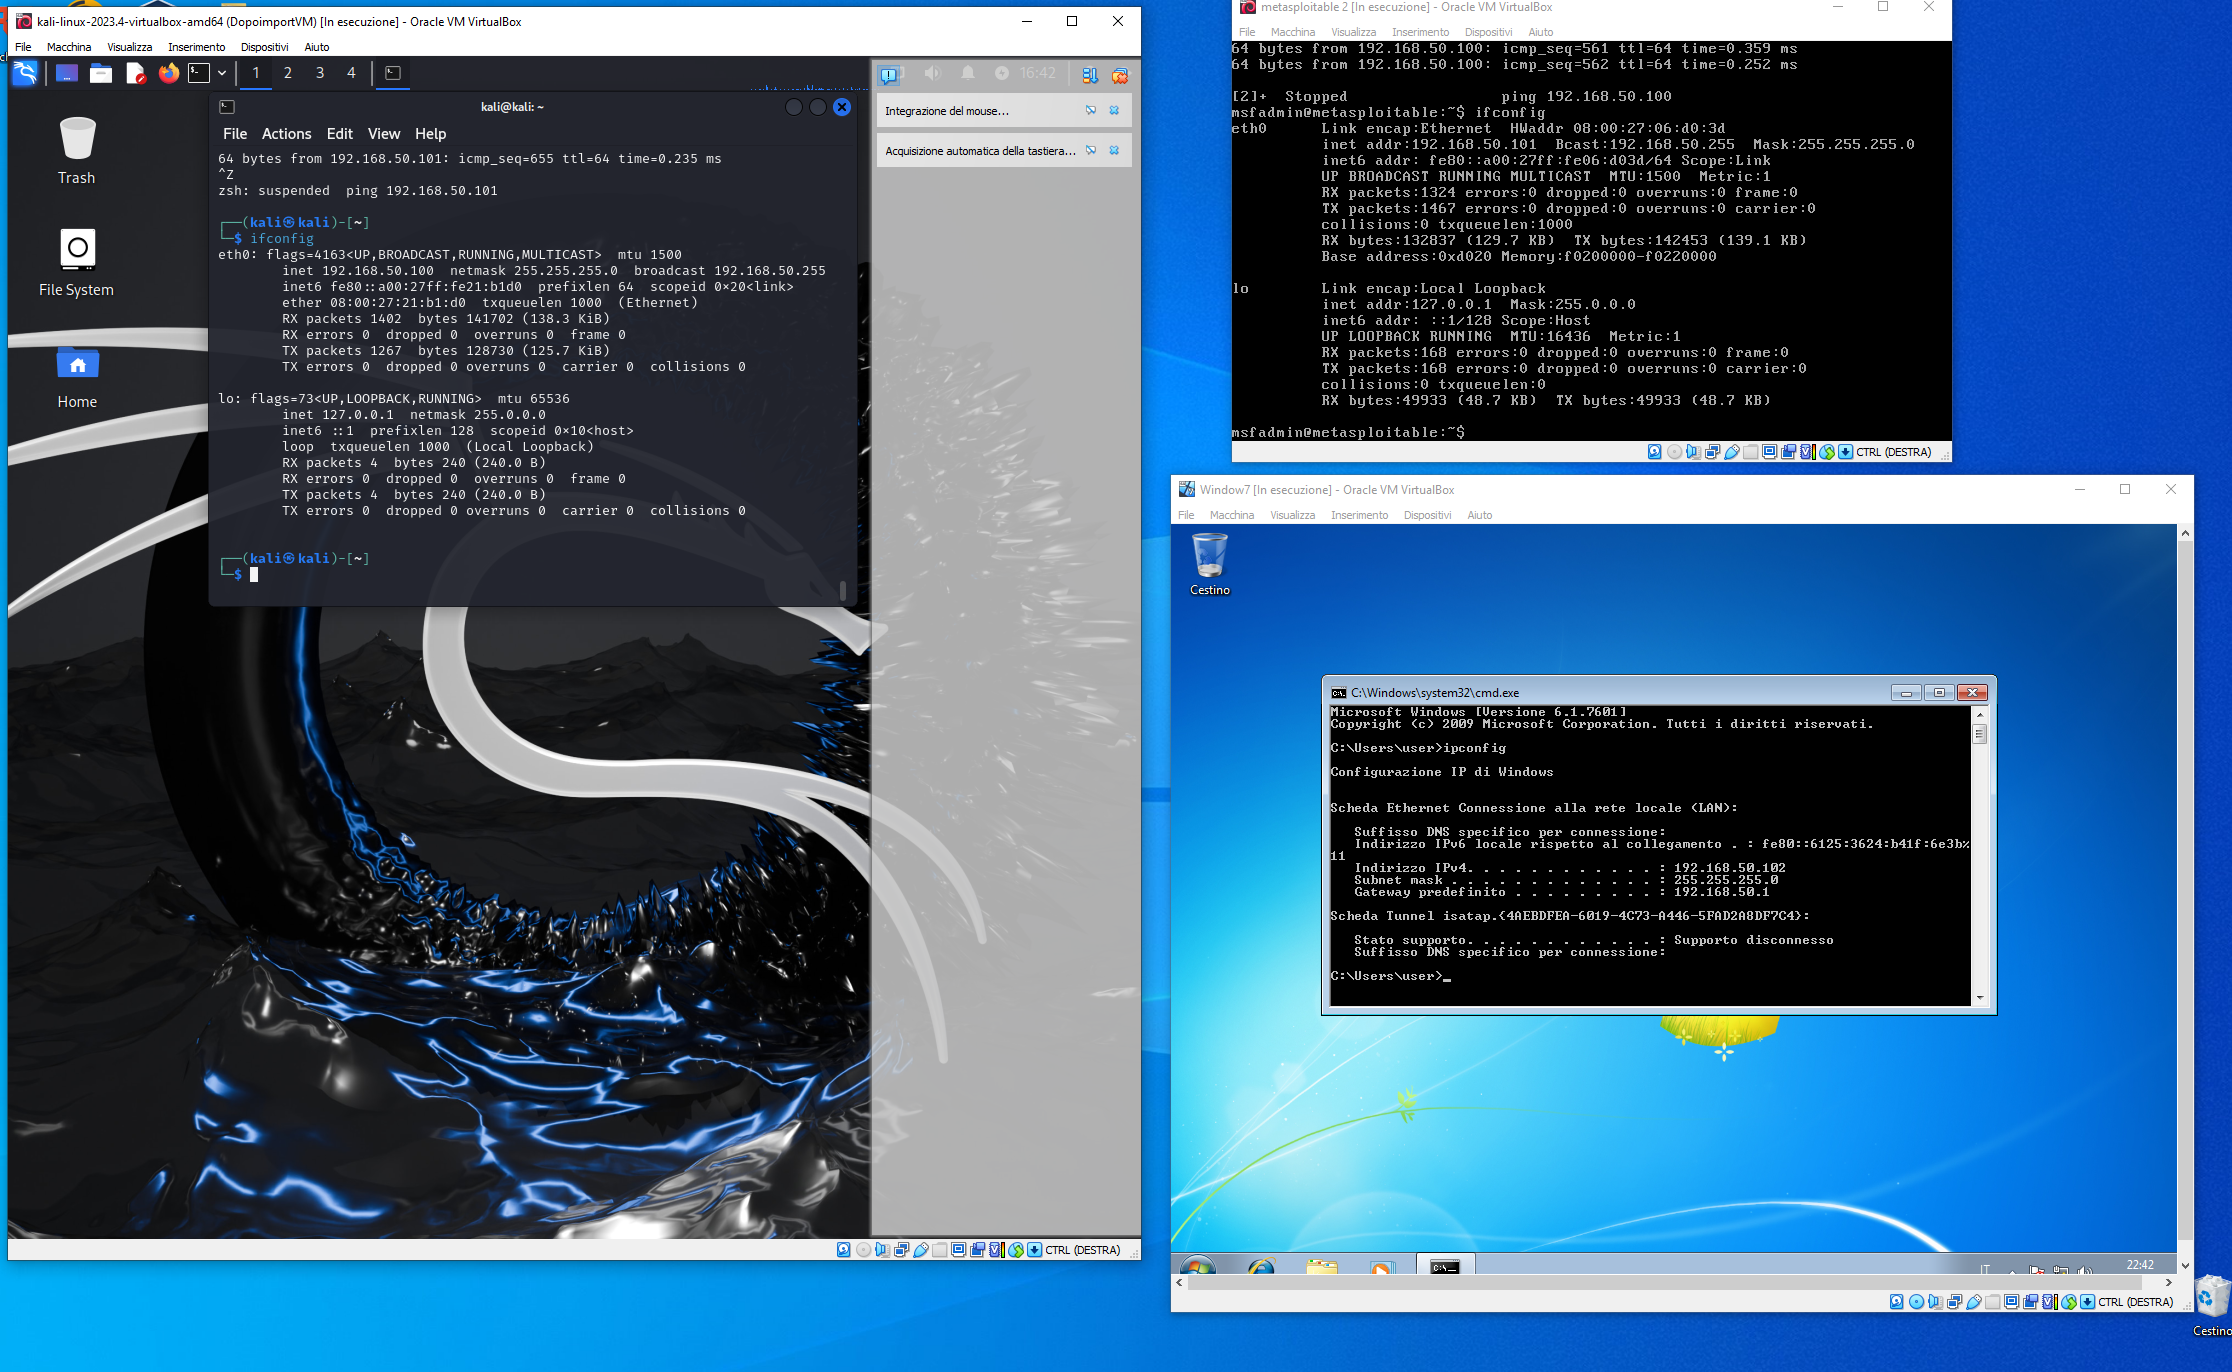 kali-linux-2023.4-virtualbox-amd64 (DopoimportVM) [In esecuzione] - Oracle VM VirtualBox
File Macchina Visualizza Inserimento Dispositivi Aiuto
1 2 3 4
16:42
Trash
File System
Home
kali@kali: ~
File Actions Edit View Help
64 bytes from 192.168.50.101: icmp_seq=655 ttl=64 time=0.235 ms
^Z
zsh: suspended  ping 192.168.50.101
┌──(kali㉿kali)-[~]
└─$ ifconfig
eth0: flags=4163<UP,BROADCAST,RUNNING,MULTICAST>  mtu 1500
inet 192.168.50.100  netmask 255.255.255.0  broadcast 192.168.50.255
inet6 fe80::a00:27ff:fe21:b1d0  prefixlen 64  scopeid 0×20<link>
ether 08:00:27:21:b1:d0  txqueuelen 1000  (Ethernet)
RX packets 1402  bytes 141702 (138.3 KiB)
RX errors 0  dropped 0  overruns 0  frame 0
TX packets 1267  bytes 128730 (125.7 KiB)
TX errors 0  dropped 0 overruns 0  carrier 0  collisions 0
lo: flags=73<UP,LOOPBACK,RUNNING>  mtu 65536
inet 127.0.0.1  netmask 255.0.0.0
inet6 ::1  prefixlen 128  scopeid 0×10<host>
loop  txqueuelen 1000  (Local Loopback)
RX packets 4  bytes 240 (240.0 B)
RX errors 0  dropped 0  overruns 0  frame 0
TX packets 4  bytes 240 (240.0 B)
TX errors 0  dropped 0 overruns 0  carrier 0  collisions 0
┌──(kali㉿kali)-[~]
└─$
Integrazione del mouse...
Acquisizione automatica della tastiera...
CTRL (DESTRA)
metasploitable 2 [In esecuzione] - Oracle VM VirtualBox
File Macchina Visualizza Inserimento Dispositivi Aiuto
64 bytes from 192.168.50.100: icmp_seq=561 ttl=64 time=0.359 ms
64 bytes from 192.168.50.100: icmp_seq=562 ttl=64 time=0.252 ms
[2]+  Stopped                 ping 192.168.50.100
msfadmin@metasploitable:~$ ifconfig
eth0      Link encap:Ethernet  HWaddr 08:00:27:06:d0:3d
inet addr:192.168.50.101  Bcast:192.168.50.255  Mask:255.255.255.0
inet6 addr: fe80::a00:27ff:fe06:d03d/64 Scope:Link
UP BROADCAST RUNNING MULTICAST  MTU:1500  Metric:1
RX packets:1324 errors:0 dropped:0 overruns:0 frame:0
TX packets:1467 errors:0 dropped:0 overruns:0 carrier:0
collisions:0 txqueuelen:1000
RX bytes:132837 (129.7 KB)  TX bytes:142453 (139.1 KB)
Base address:0xd020 Memory:f0200000-f0220000
lo        Link encap:Local Loopback
inet addr:127.0.0.1  Mask:255.0.0.0
inet6 addr: ::1/128 Scope:Host
UP LOOPBACK RUNNING  MTU:16436  Metric:1
RX packets:168 errors:0 dropped:0 overruns:0 frame:0
TX packets:168 errors:0 dropped:0 overruns:0 carrier:0
collisions:0 txqueuelen:0
RX bytes:49933 (48.7 KB)  TX bytes:49933 (48.7 KB)
msfadmin@metasploitable:~$
CTRL (DESTRA)
Window7 [In esecuzione] - Oracle VM VirtualBox
File Macchina Visualizza Inserimento Dispositivi Aiuto
Cestino
C:\Windows\system32\cmd.exe
Microsoft Windows [Versione 6.1.7601]
Copyright (c) 2009 Microsoft Corporation. Tutti i diritti riservati.
C:\Users\user>ipconfig
Configurazione IP di Windows
Scheda Ethernet Connessione alla rete locale (LAN):
Suffisso DNS specifico per connessione:
Indirizzo IPv6 locale rispetto al collegamento . : fe80::6125:3624:b41f:6e3b%
11
Indirizzo IPv4. . . . . . . . . . . . : 192.168.50.102
Subnet mask . . . . . . . . . . . . . : 255.255.255.0
Gateway predefinito . . . . . . . . . : 192.168.50.1
Scheda Tunnel isatap.{4AEBDFEA-6019-4C73-A446-5FAD2A8DF7C4}:
Stato supporto. . . . . . . . . . . . : Supporto disconnesso
Suffisso DNS specifico per connessione:
C:\Users\user>_
IT
22:42
CTRL (DESTRA)
Cestino